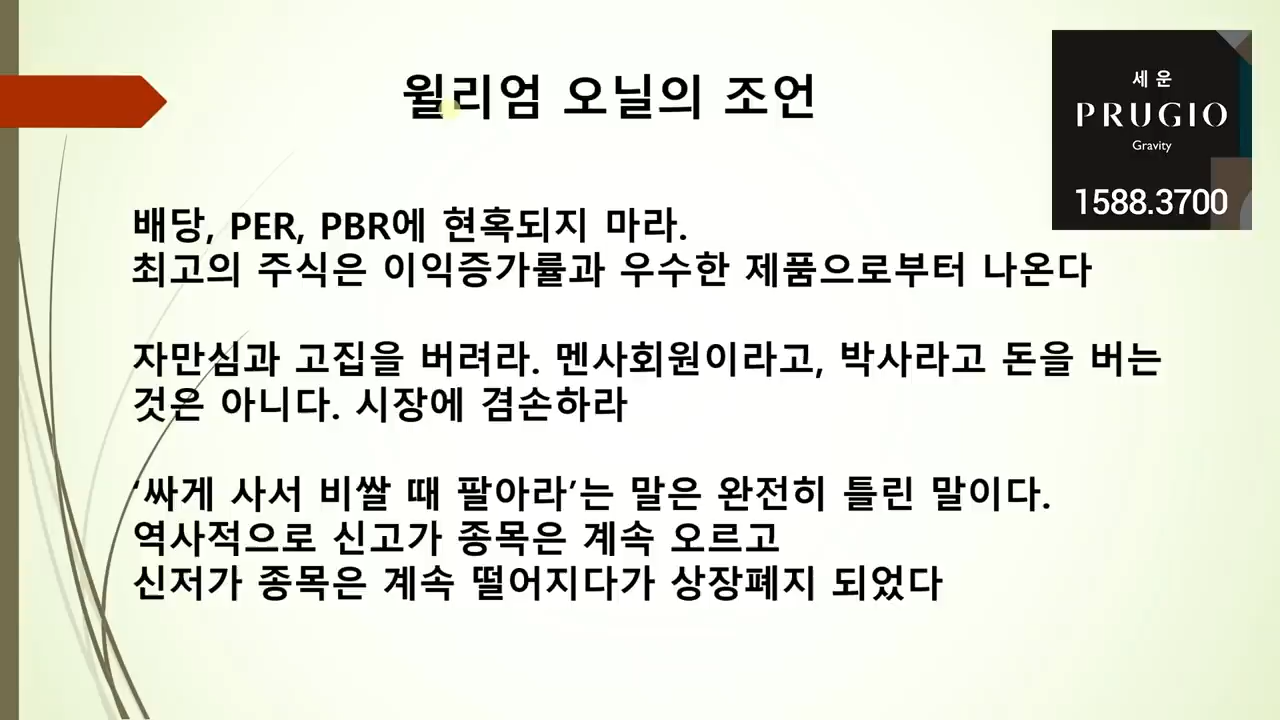 윌리엄 오닐의 조언
세운
PRUGIO
Gravity
1588.3700
배당, PER, PBR에 현혹되지 마라.
최고의 주식은 이익증가률과 우수한 제품으로부터 나온다
자만심과 고집을 버려라. 멘사회원이라고, 박사라고 돈을 버는
것은 아니다. 시장에 겸손하라
‘싸게 사서 비쌀 때 팔아라’는 말은 완전히 틀린 말이다.
역사적으로 신고가 종목은 계속 오르고
신저가 종목은 계속 떨어지다가 상장폐지 되었다